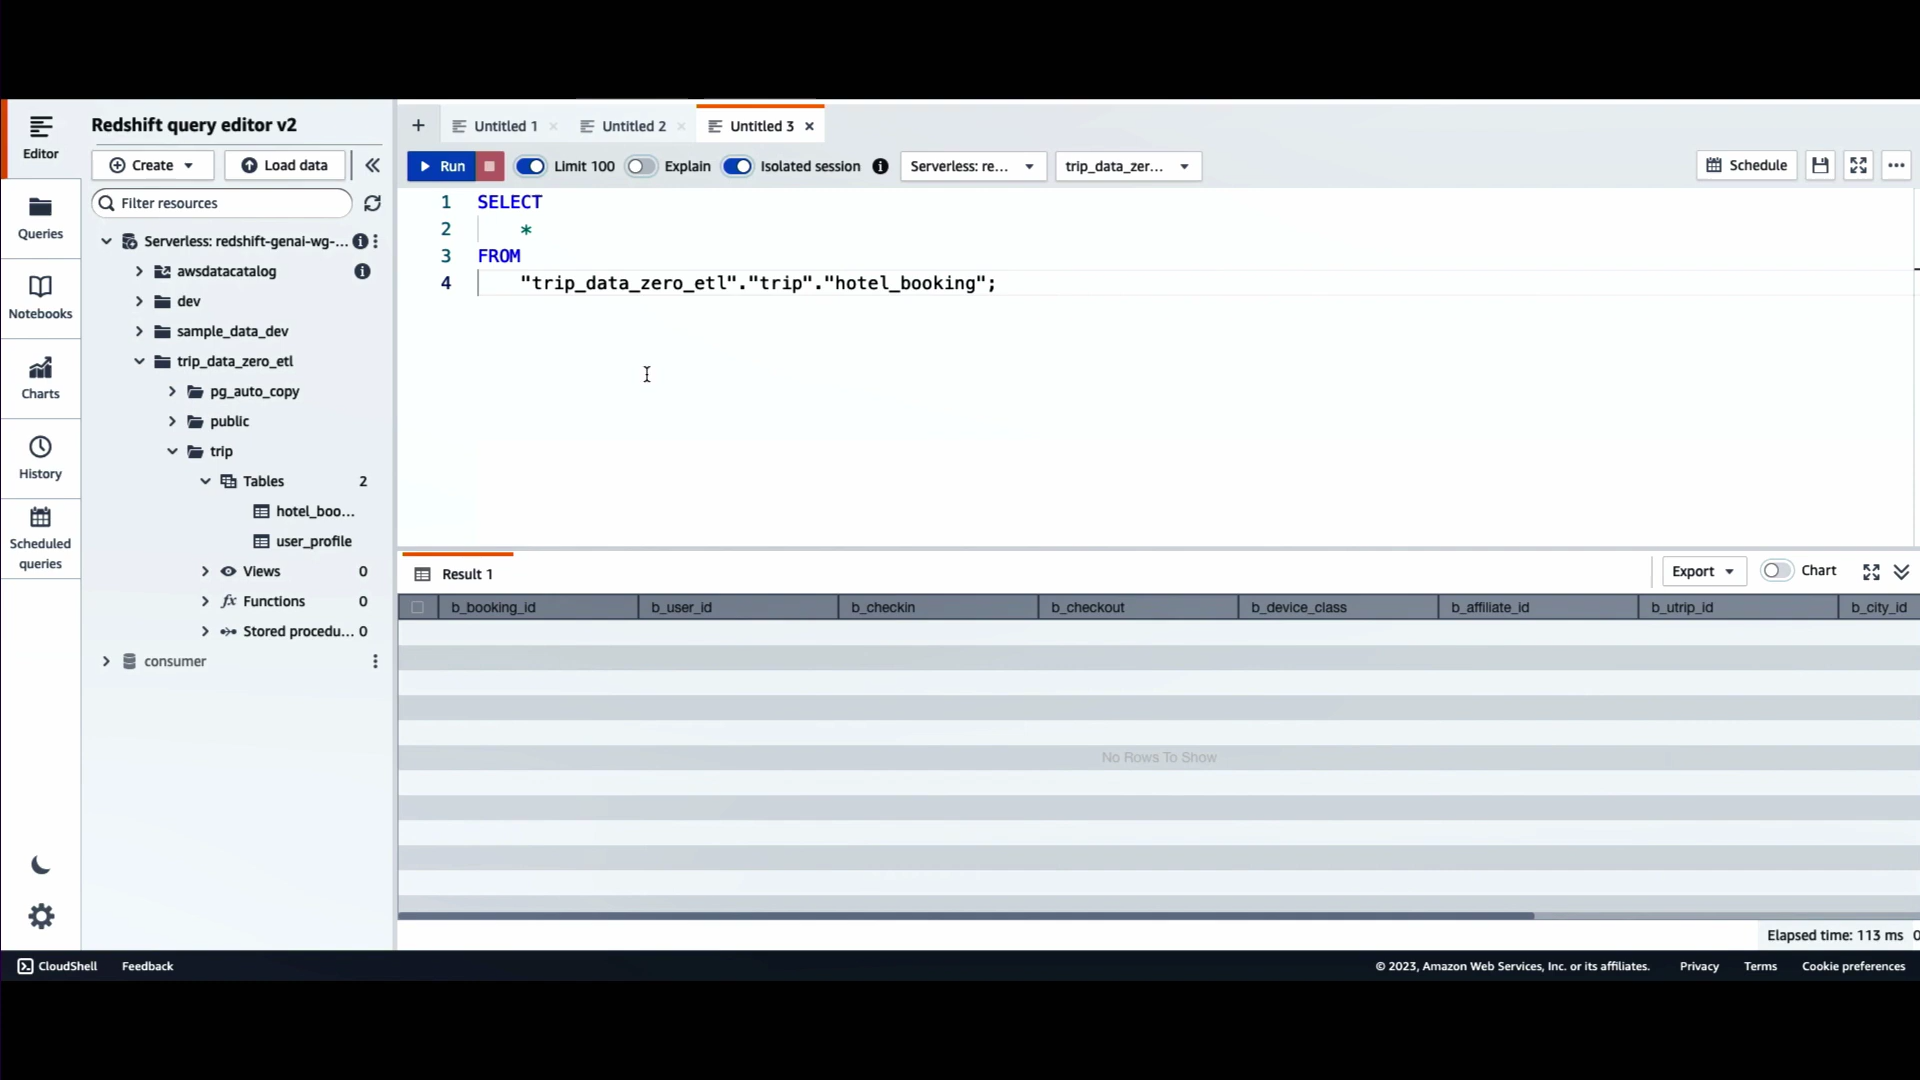 Editor
Queries
Notebooks
Charts
History
Scheduled
queries
Redshift query editor v2
Create
Load data
Filter resources
Serverless: redshift-genai-wg-...
awsdatacatalog
dev
sample_data_dev
trip_data_zero_etl
pg_auto_copy
public
trip
Tables 2
hotel_boo...
user_profile
Views 0
fx Functions 0
Stored procedu... 0
consumer
+ Untitled 1 Untitled 2 Untitled 3
Run Limit 100 Explain Isolated session Serverless: re... trip_data_zer... Schedule
1 SELECT
2 *
3 FROM
4 "trip_data_zero_etl"."trip"."hotel_booking";
Result 1 Export Chart
b_booking_id b_user_id b_checkin b_checkout b_device_class b_affiliate_id b_utrip_id b_city_id
No Rows To Show
Elapsed time: 113 ms
CloudShell Feedback © 2023, Amazon Web Services, Inc. or its affiliates. Privacy Terms Cookie preferences